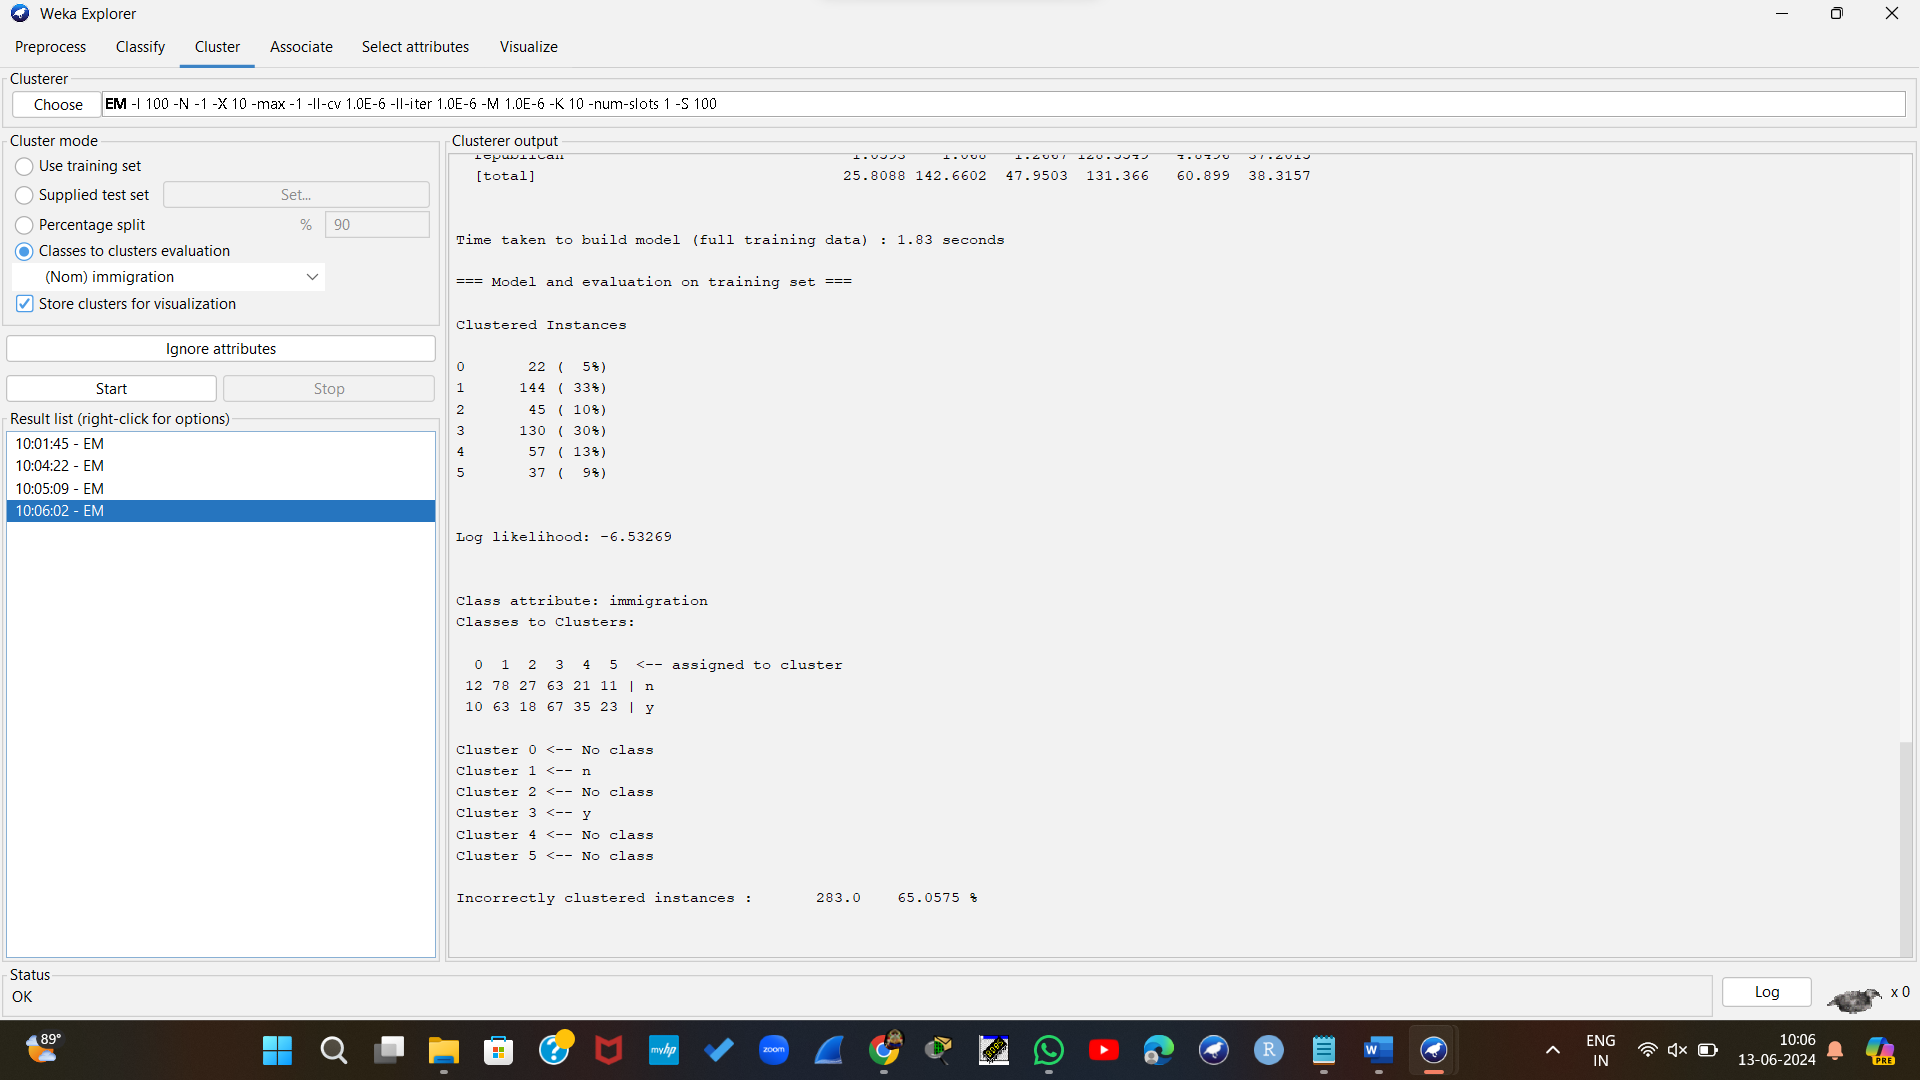 Weka Explorer
Preprocess Classify Cluster Associate Select attributes Visualize
Clusterer
Choose EM -I 100 -N -1 -X 10 -max -1 -ll-cv 1.0E-6 -ll-iter 1.0E-6 -M 1.0E-6 -K 10 -num-slots 1 -S 100
Cluster mode
Use training set
Supplied test set Set...
Percentage split % 90
Classes to clusters evaluation
(Nom) immigration
Store clusters for visualization
Ignore attributes
Start Stop
Result list (right-click for options)
10:01:45 - EM
10:04:22 - EM
10:05:09 - EM
10:06:02 - EM
Clusterer output
republican
[total] 25.8088 142.6602 47.9503 131.366 60.899 38.3157
Time taken to build model (full training data) : 1.83 seconds
=== Model and evaluation on training set ===
Clustered Instances
0 22 ( 5%)
1 144 ( 33%)
2 45 ( 10%)
3 130 ( 30%)
4 57 ( 13%)
5 37 ( 9%)
Log likelihood: -6.53269
Class attribute: immigration
Classes to Clusters:
0 1 2 3 4 5 <-- assigned to cluster
12 78 27 63 21 11 | n
10 63 18 67 35 23 | y
Cluster 0 <-- No class
Cluster 1 <-- n
Cluster 2 <-- No class
Cluster 3 <-- y
Cluster 4 <-- No class
Cluster 5 <-- No class
Incorrectly clustered instances : 283.0 65.0575 %
Status
OK
Log x 0
89°
myhp
zoom
R
W
ENG
IN
10:06
13-06-2024
PRE